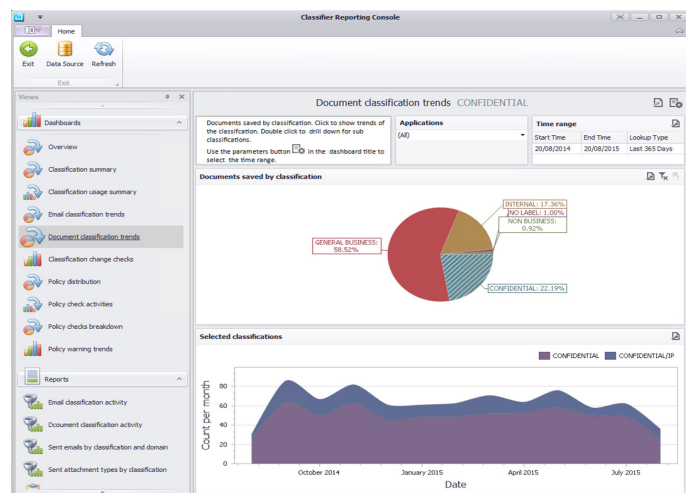 Classifier Reporting Console
Home
Exit
Data Source
Refresh
Exit
Views
Dashboards
Overview
Classification summary
Classification usage summary
Email classification trends
Document classification trends
Classification change checks
Policy distribution
Policy check activities
Policy checks breakdown
Policy warning trends
Reports
Email classification activity
Document classification activity
Sent emails by classification and domain
Sent attachment types by classification
Document classification trends CONFIDENTIAL
Documents saved by classification. Click to show trends of
the classifcation. Double click to drill down for sub
classifications.
Use the parameters button in the dashboard title to
select the time range.
Applications
(All)
Time range
Start Time End Time Lookup Type
20/08/2014 20/08/2015 Last 365 Days
Documents saved by classification
INTERNAL: 17.36%
NO LABEL: 1.00%
NON BUSINESS:
0.92%
GENERAL BUSINESS:
58.52%
CONFIDENTIAL: 22.19%
Selected classifications
CONFIDENTIAL CONFIDENTIAL/IP
Count per month
80
60
40
20
0
October 2014 January 2015 April 2015 July 2015
Date